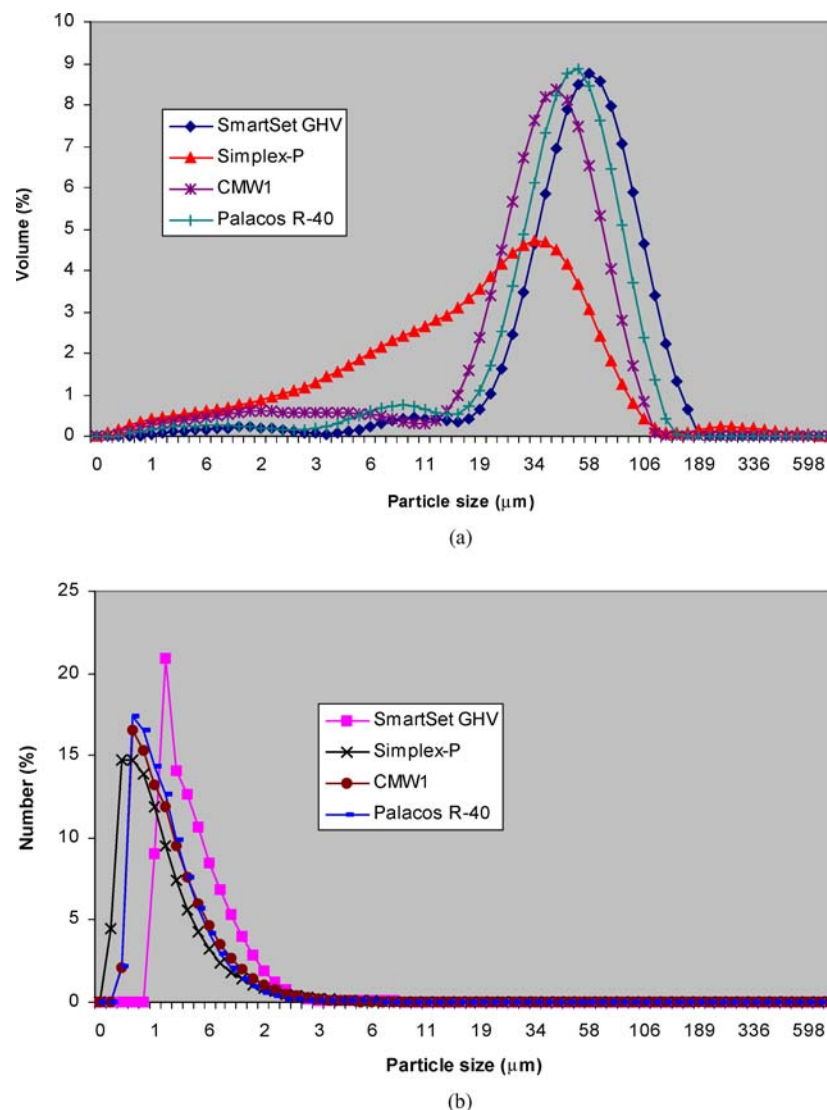 10
9
8
7
6
5
4
3
2
1
0
Volume (%)
SmartSet GHV
Simplex-P
CMW1
Palacos R-40
0 1 6 2 3 6 11 19 34 58 106 189 336 598
Particle size (μm)
(a)
25
20
15
10
5
0
Number (%)
SmartSet GHV
Simplex-P
CMW1
Palacos R-40
0 1 6 2 3 6 11 19 34 58 106 189 336 598
Particle size (μm)
(b)